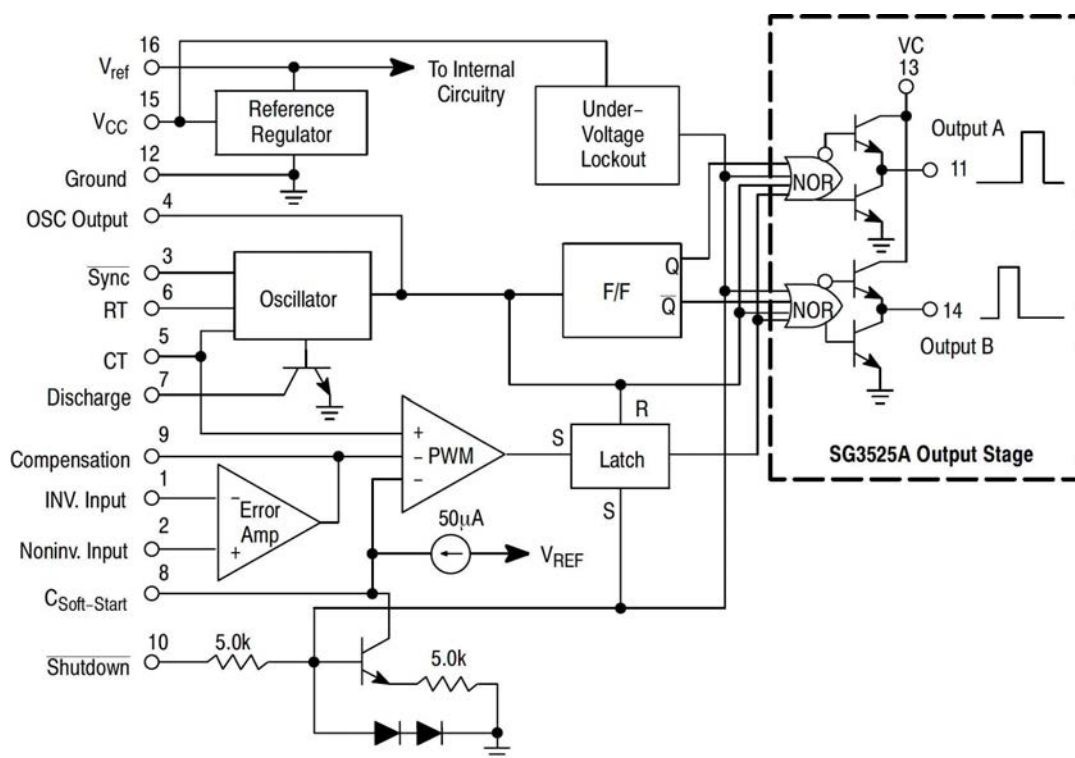 16
Vref
15
VCC
12
Ground
4
OSC Output
3
Sync
6
RT
5
CT
7
Discharge
9
Compensation
1
INV. Input
2
Noninv. Input
8
CSoft-Start
10
Shutdown
Reference
Regulator
To Internal
Circuitry
Under-
Voltage
Lockout
Oscillator
F/F
Q
Q
+
−
−
PWM
S
R
Latch
S
−
Error
Amp
+
50μA
VREF
5.0k
5.0k
VC
13
NOR
Output A
11
NOR
14
Output B
SG3525A Output Stage